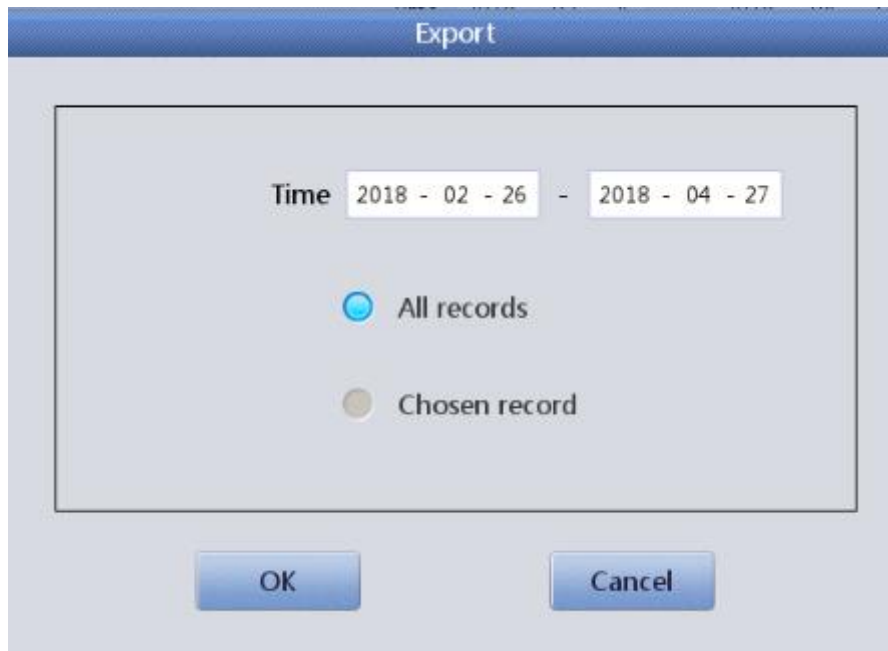 Export
Time 2018 - 02 - 26 - 2018 - 04 - 27
All records
Chosen record
OK Cancel